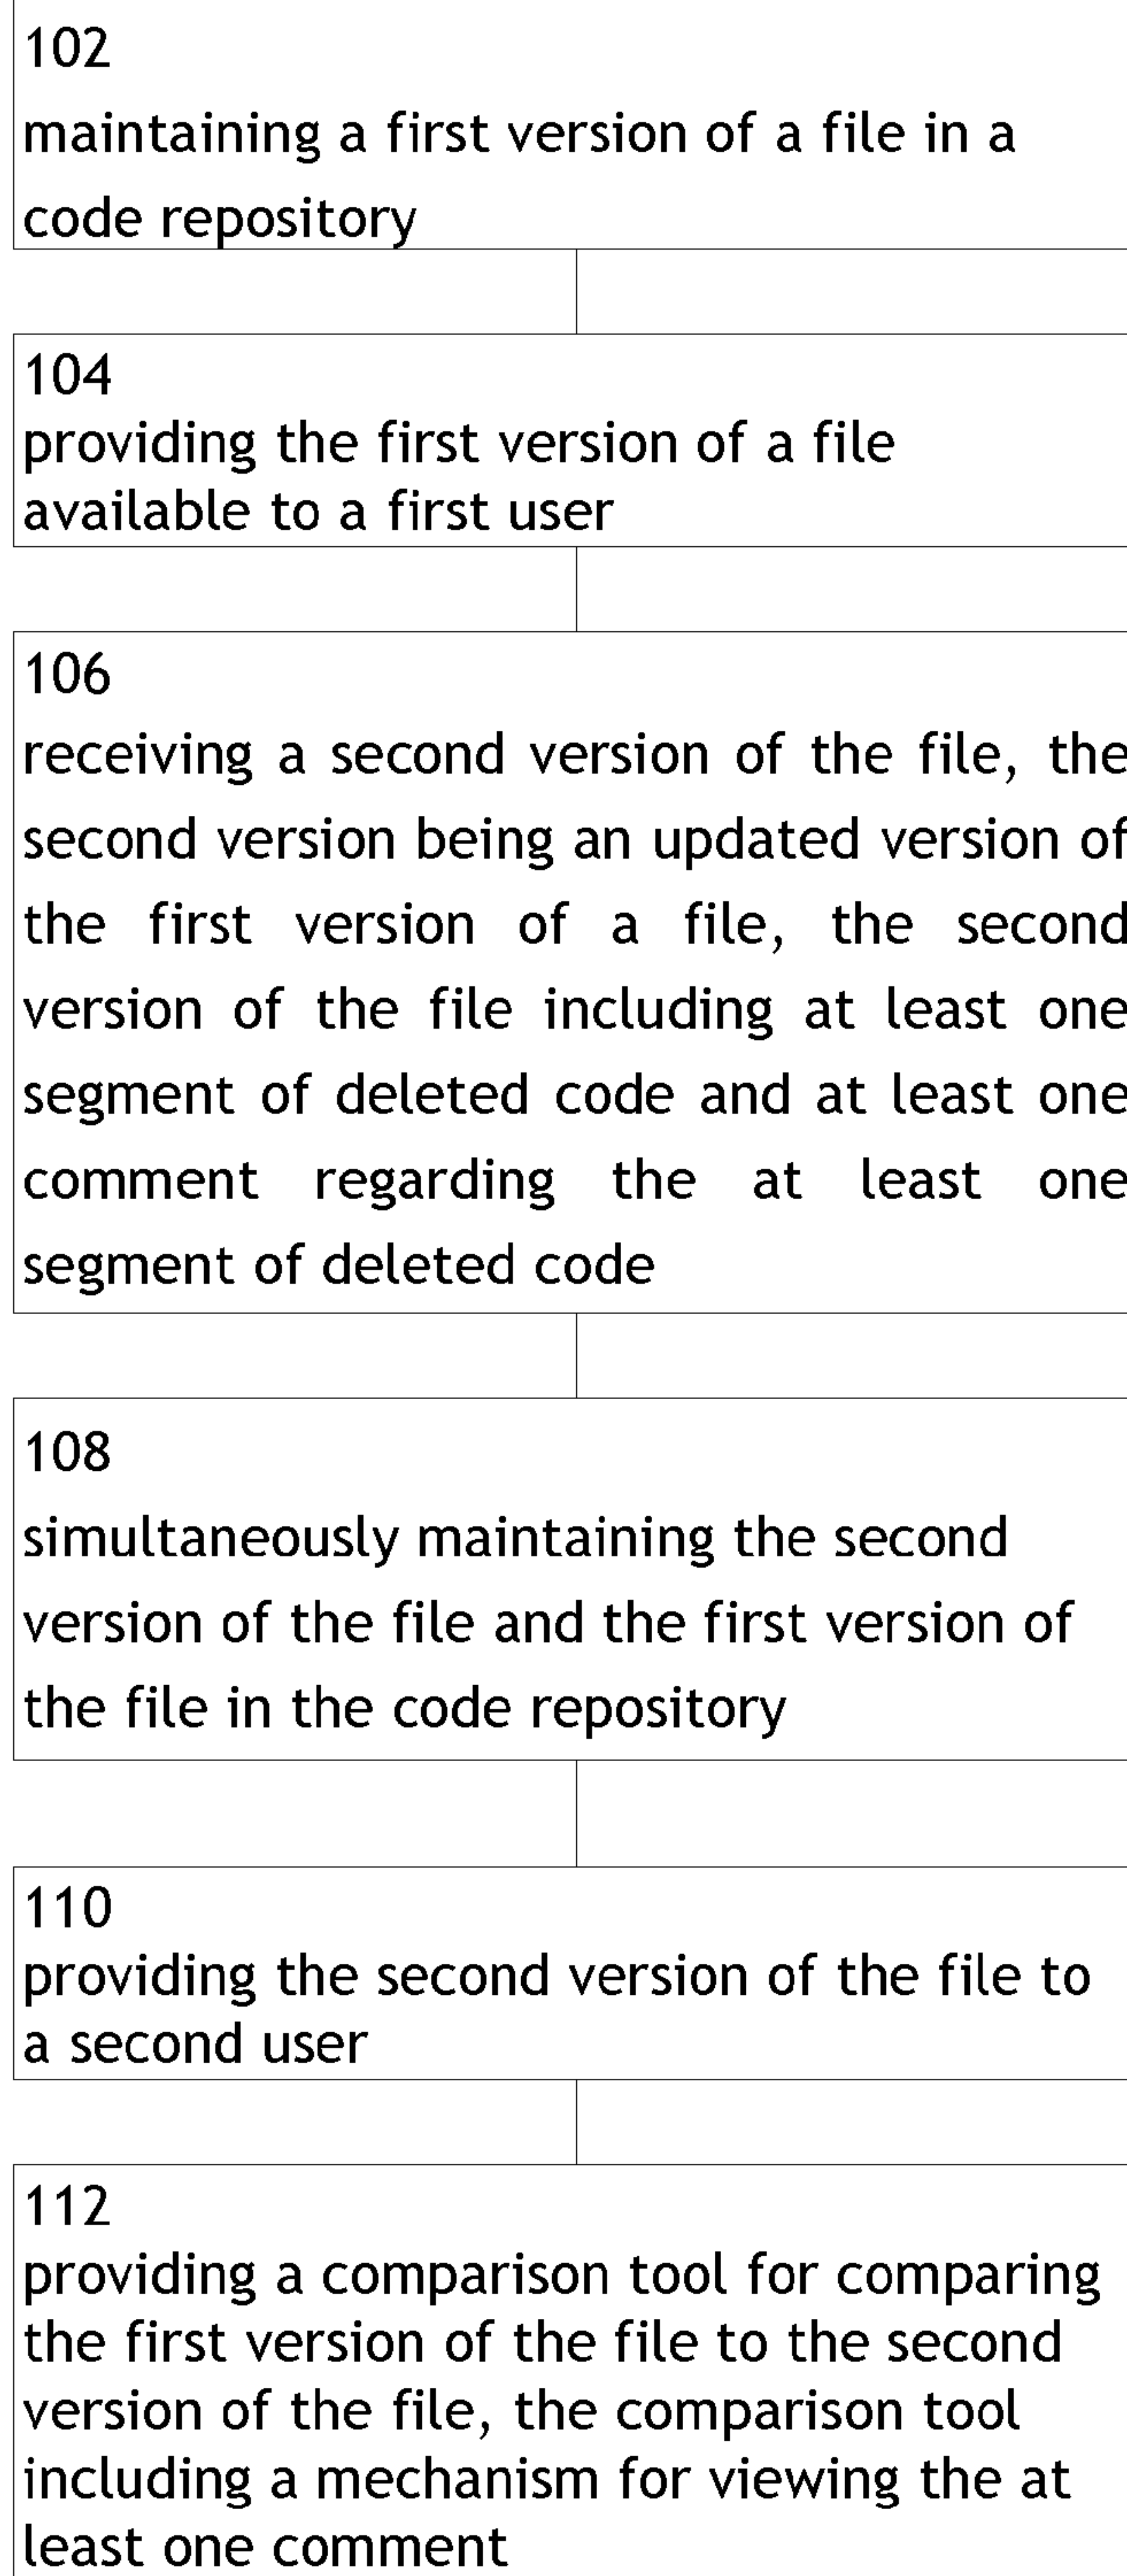 102
maintaining a first version of a file in a
code repository
104
providing the first version of a file
available to a first user
106
receiving a second version of the file, the
second version being an updated version of
the first version of a file, the second
version of the file including at least one
segment of deleted code and at least one
comment regarding the at least one
segment of deleted code
108
simultaneously maintaining the second
version of the file and the first version of
the file in the code repository
110
providing the second version of the file to
a second user
112
providing a comparison tool for comparing
the first version of the file to the second
version of the file, the comparison tool
including a mechanism for viewing the at
least one comment